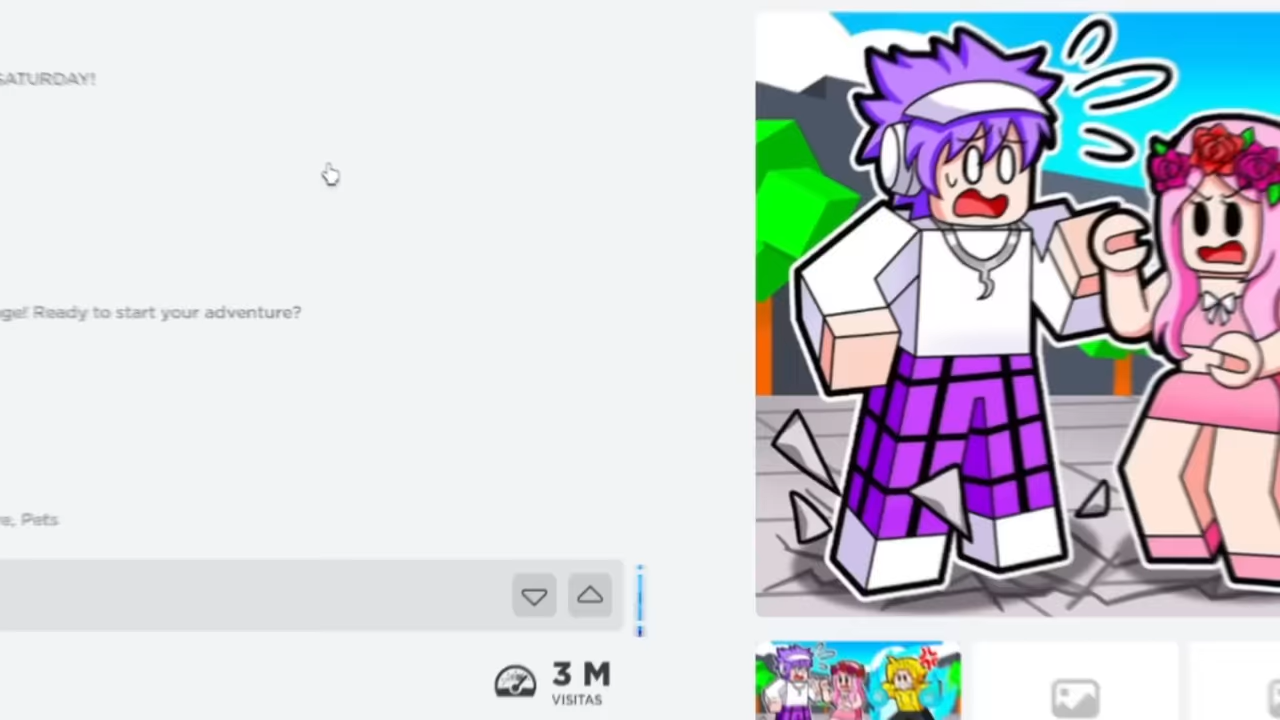 SATURDAY!
ge! Ready to start your adventure?
e, Pets
3 M
VISITAS